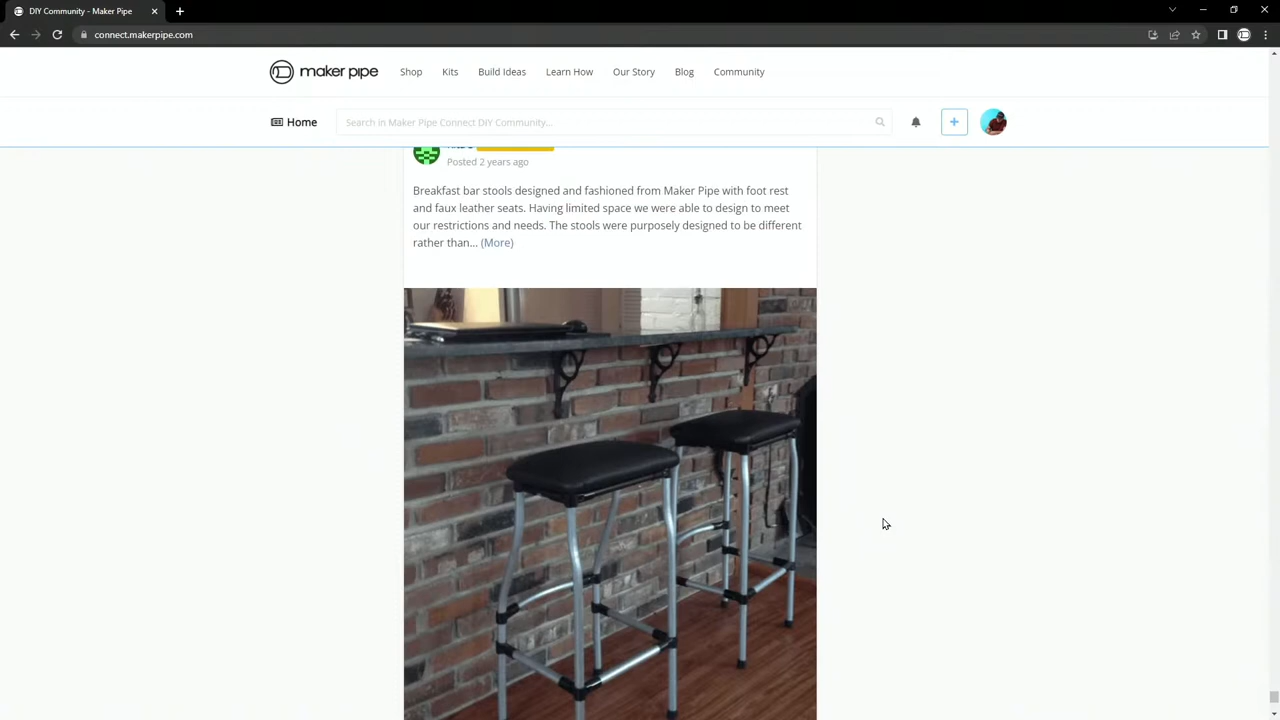 DIY Community - Maker Pipe
connect.makerpipe.com
maker pipe
Shop
Kits
Build Ideas
Learn How
Our Story
Blog
Community
Home
Search in Maker Pipe Connect DIY Community...
Posted 2 years ago
Breakfast bar stools designed and fashioned from Maker Pipe with foot rest
and faux leather seats. Having limited space we were able to design to meet
our restrictions and needs. The stools were purposely designed to be different
rather than... (More)